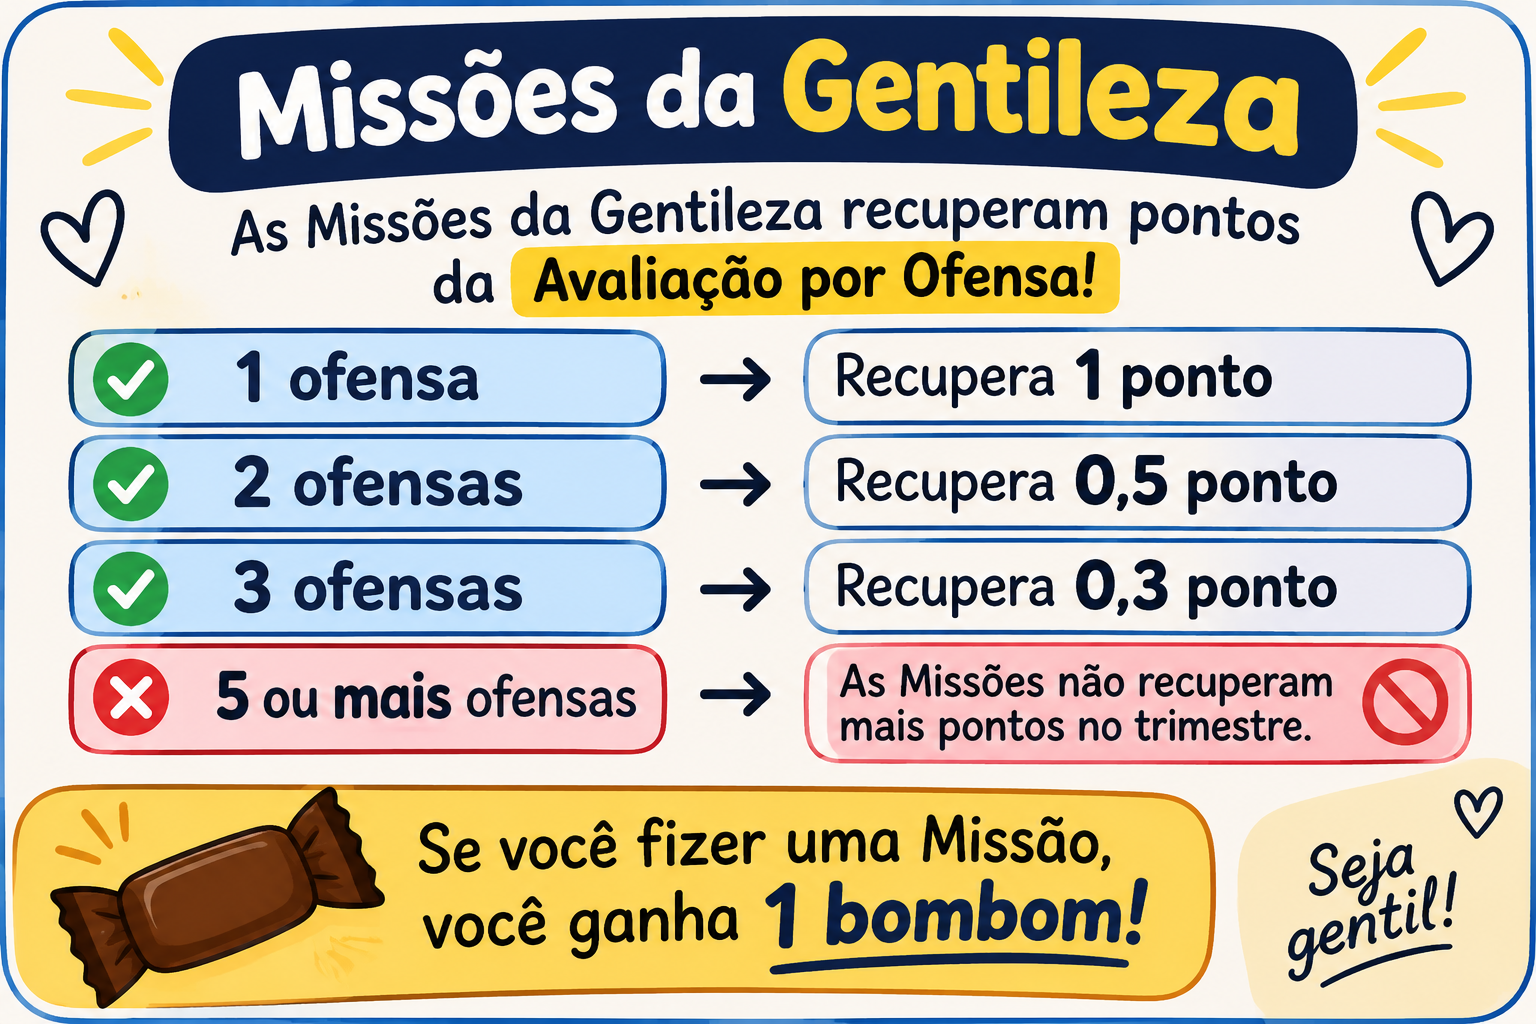 Missões da Gentileza
As Missões da Gentileza recuperam pontos
da Avaliação por Ofensa!
1 ofensa → Recupera 1 ponto
2 ofensas → Recupera 0,5 ponto
3 ofensas → Recupera 0,3 ponto
5 ou mais ofensas → As Missões não recuperam
mais pontos no trimestre.
Se você fizer uma Missão,
você ganha 1 bombom!
Seja
gentil!